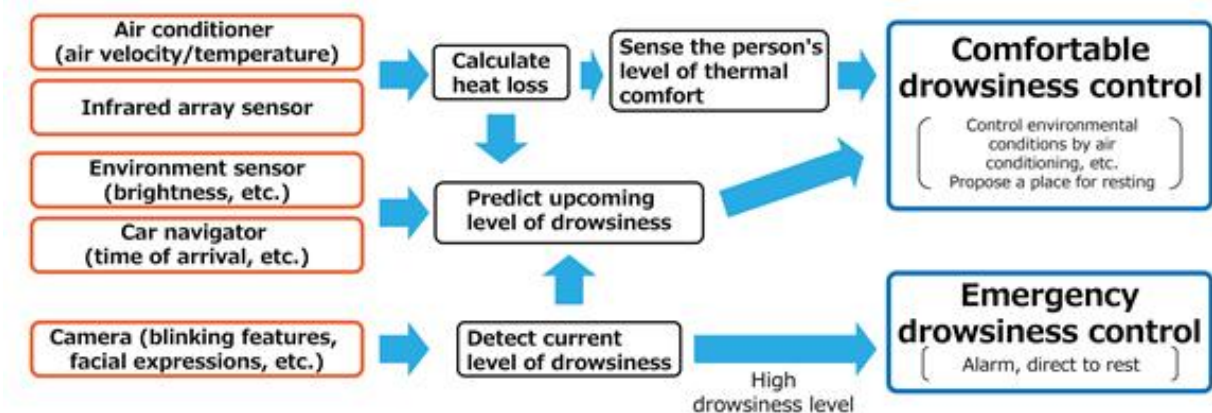 Air conditioner
(air velocity/temperature)
Infrared array sensor
Environment sensor
(brightness, etc.)
Car navigator
(time of arrival, etc.)
Camera (blinking features,
facial expressions, etc.)
Calculate
heat loss
Sense the person's
level of thermal
comfort
Predict upcoming
level of drowsiness
Detect current
level of drowsiness
High
drowsiness level
Comfortable
drowsiness control
Control environmental
conditions by air
conditioning, etc.
Propose a place for resting
Emergency
drowsiness control
Alarm, direct to rest